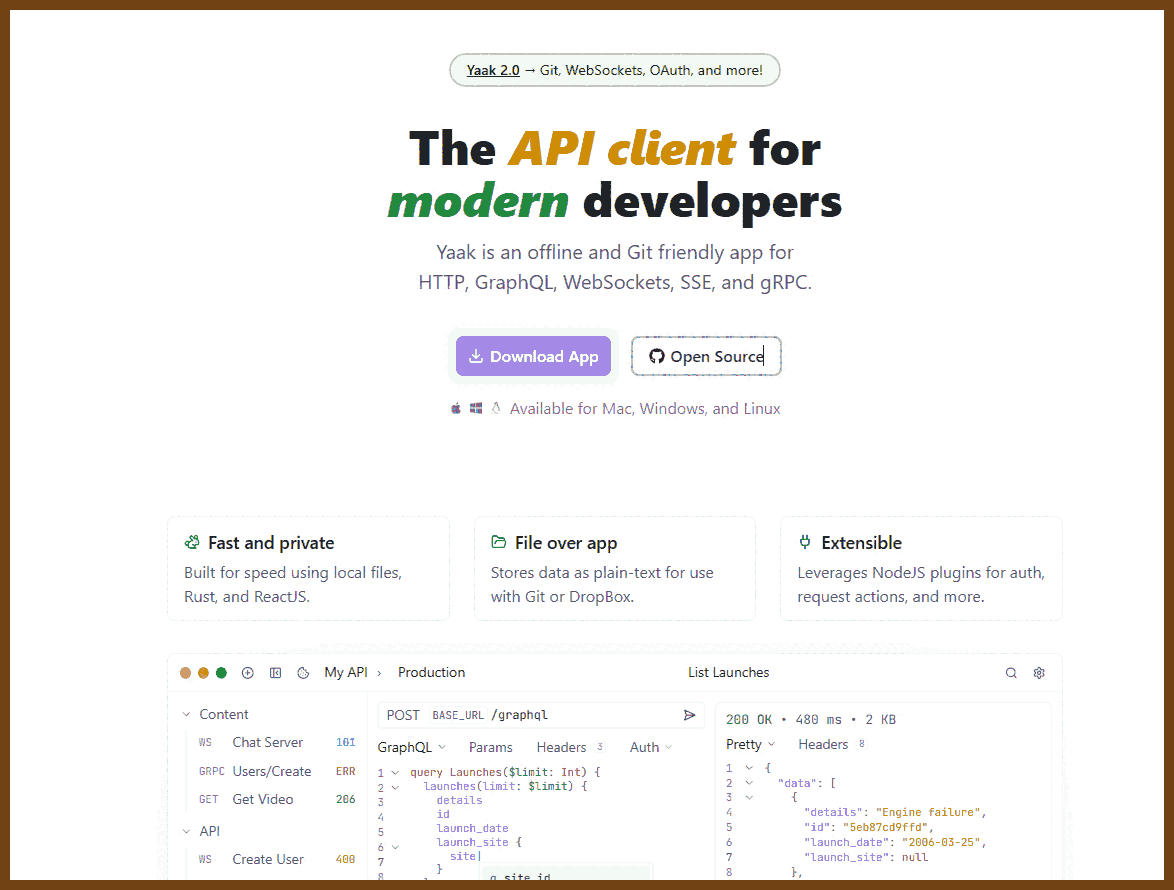 Yaak 2.0 → Git, WebSockets, OAuth, and more!
The API client for
modern developers
Yaak is an offline and Git friendly app for
HTTP, GraphQL, WebSockets, SSE, and gRPC.
Download App
Open Source
Available for Mac, Windows, and Linux
Fast and private
Built for speed using local files,
Rust, and ReactJS.
File over app
Stores data as plain-text for use
with Git or DropBox.
Extensible
Leverages NodeJS plugins for auth,
request actions, and more.
My API › Production
List Launches
Content
WS Chat Server 101
GRPC Users/Create ERR
GET Get Video 206
API
WS Create User 400
POST BASE_URL /graphql
GraphQL Params Headers 3 Auth
1 query Launches($limit: Int) {
2 launches(limit: $limit) {
3 details
4 id
5 launch_date
6 launch_site {
7 site
8 }
site_id
200 OK • 480 ms • 2 KB
Pretty Headers 8
1 {
2 "data": [
3 {
4 "details": "Engine failure",
5 "id": "5eb87cd9ffd",
6 "launch_date": "2006-03-25",
7 "launch_site": null
8 },